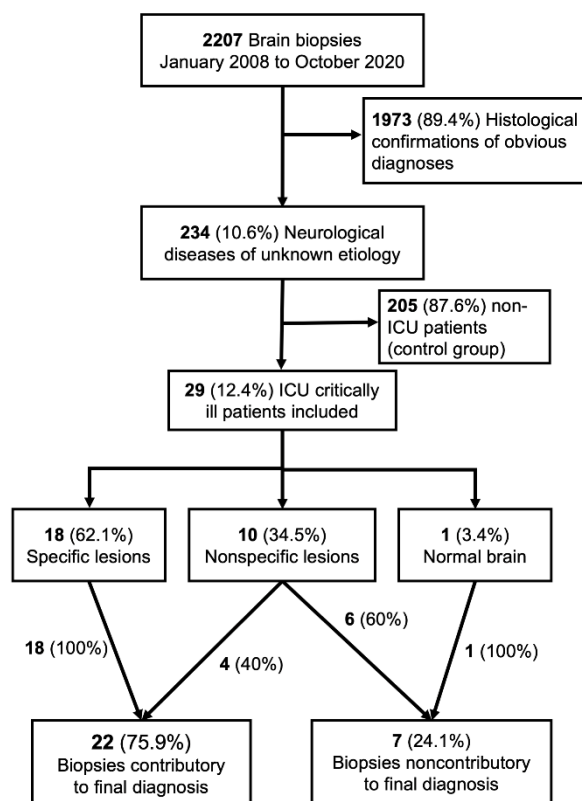 2207 Brain biopsies
January 2008 to October 2020
1973 (89.4%) Histological
confirmations of obvious
diagnoses
234 (10.6%) Neurological
diseases of unknown etiology
205 (87.6%) non-
ICU patients
(control group)
29 (12.4%) ICU critically
ill patients included
18 (62.1%)
Specific lesions
10 (34.5%)
Nonspecific lesions
1 (3.4%)
Normal brain
18 (100%)
4 (40%)
6 (60%)
1 (100%)
22 (75.9%)
Biopsies contributory
to final diagnosis
7 (24.1%)
Biopsies noncontributory
to final diagnosis